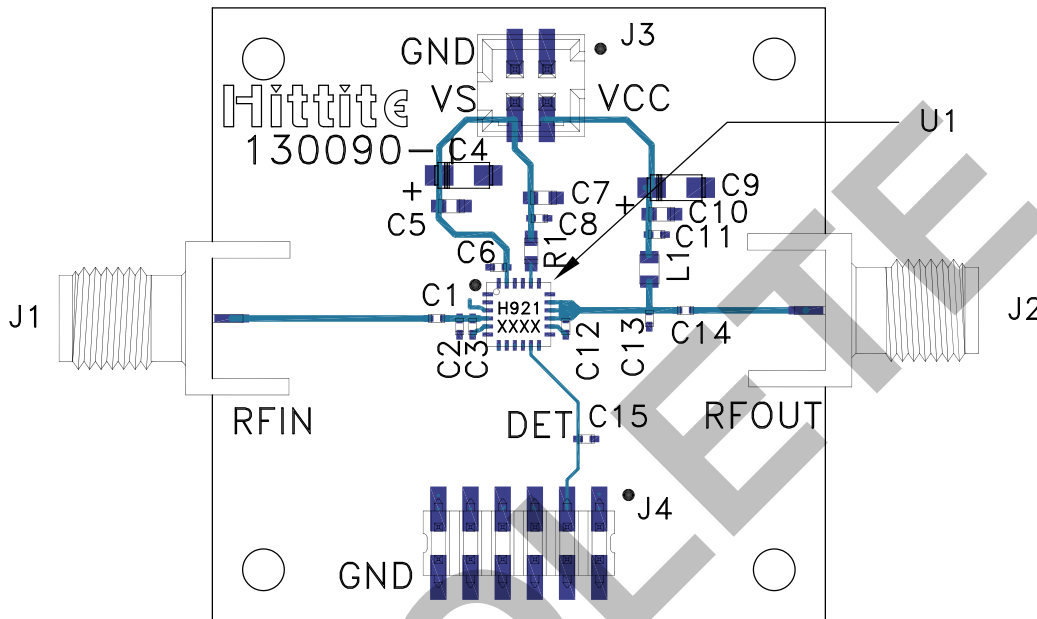 J3
GND
Hittite
VS
VCC
U1
130090-
C4
+
C7
C9
C5
C8
+
C10
C11
C6
R1
L1
J1
C1
H921
XXXX
J2
C2
C3
C12
C13
C14
RFIN
DET
C15
RFOUT
J4
GND
OLETE